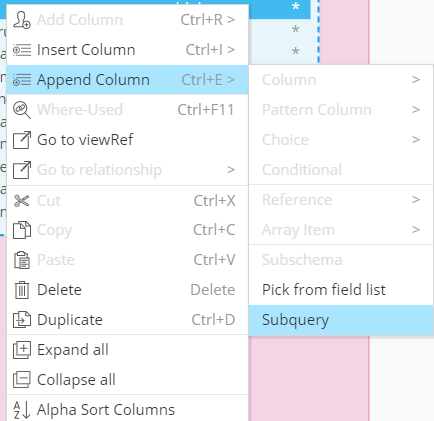 *
Add Column Ctrl+R >
Insert Column Ctrl+I >
*
*
Append Column Ctrl+E >
Where-Used Ctrl+F11
Go to viewRef
Go to relationship >
Cut Ctrl+X
Copy Ctrl+C
Paste Ctrl+V
Delete Delete
Duplicate Ctrl+D
Expand all
Collapse all
Alpha Sort Columns
Column >
Pattern Column >
Choice >
Conditional
Reference >
Array Item >
Subschema
Pick from field list
Subquery